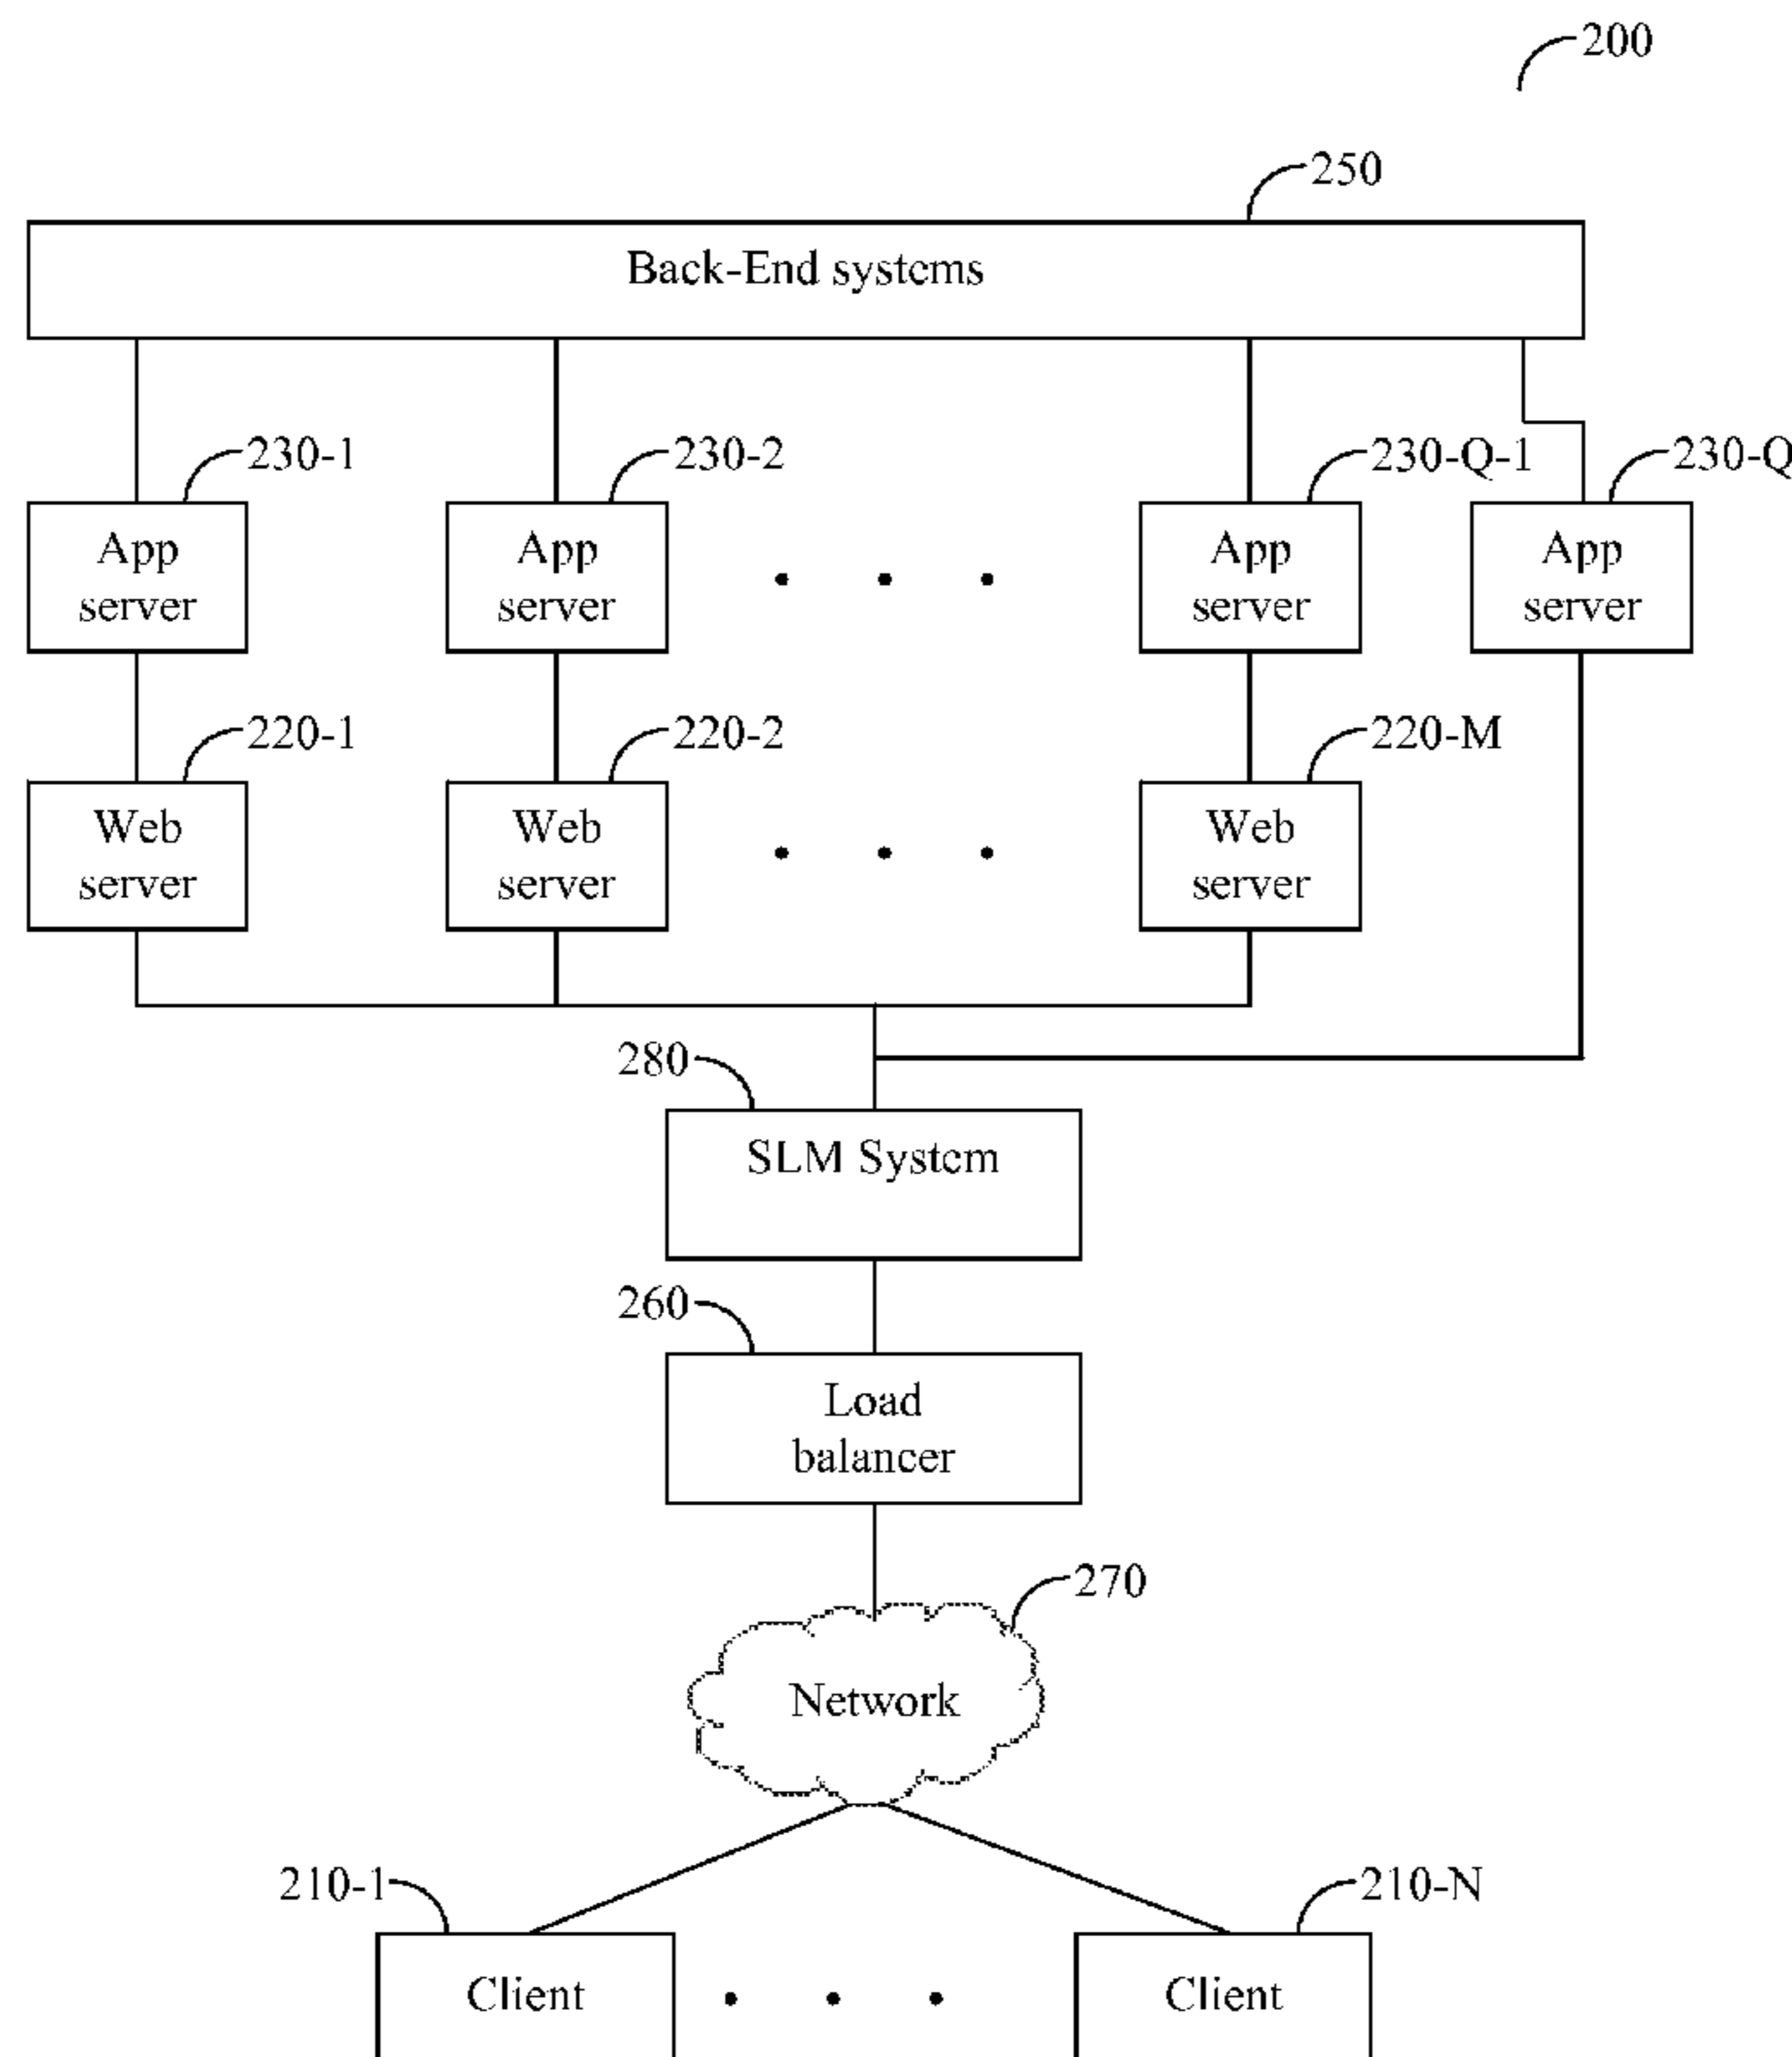 200
250
Back-End systems
230-1
230-2
230-Q-1
230-Q
App
server
App
server
App
server
App
server
220-1
220-2
220-M
Web
server
Web
server
Web
server
280
SLM System
260
Load
balancer
270
Network
210-1
210-N
Client
Client